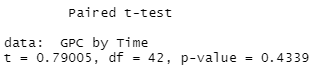 Paired t-test
data:  GPC by Time
t = 0.79005, df = 42, p-value = 0.4339